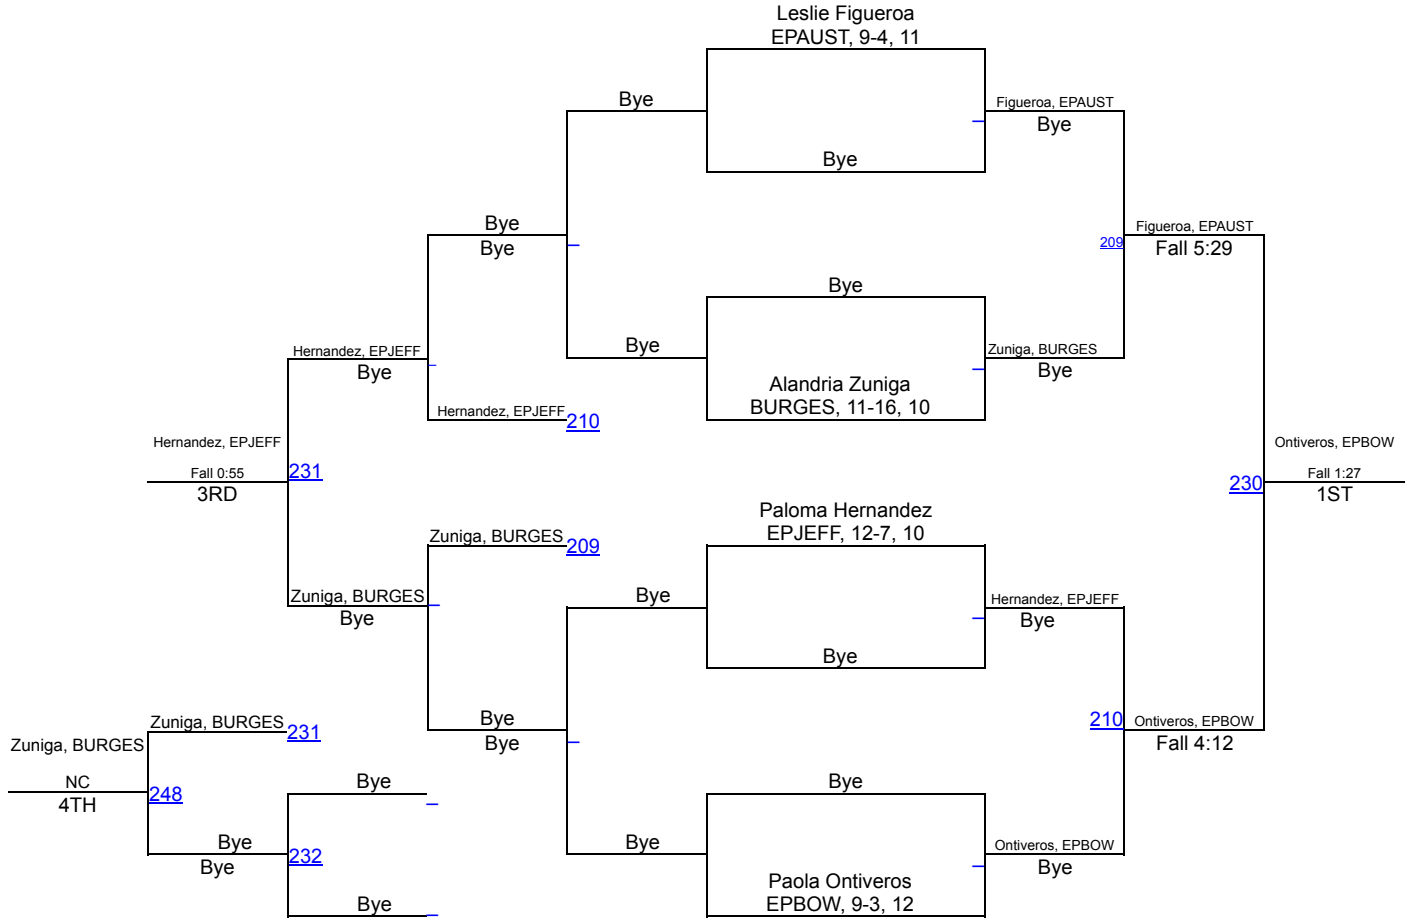 Leslie Figueroa
EPAUST, 9-4, 11
Bye
Figueroa, EPAUST
Bye
Bye
Bye
Bye
Figueroa, EPAUST
209
Fall 5:29
Bye
Bye
Zuniga, BURGES
Bye
Hernandez, EPJEFF
Bye
Alandria Zuniga
BURGES, 11-16, 10
Hernandez, EPJEFF
210
Hernandez, EPJEFF
Fall 0:55
3RD
231
Ontiveros, EPBOW
Fall 1:27
1ST
230
Paloma Hernandez
EPJEFF, 12-7, 10
Zuniga, BURGES
209
Zuniga, BURGES
Bye
Bye
Hernandez, EPJEFF
Bye
Bye
Bye
Bye
210
Ontiveros, EPBOW
Fall 4:12
Zuniga, BURGES
231
Zuniga, BURGES
NC
4TH
248
Bye
Bye
Bye
Bye
232
Bye
Ontiveros, EPBOW
Bye
Bye
Paola Ontiveros
EPBOW, 9-3, 12
Bye